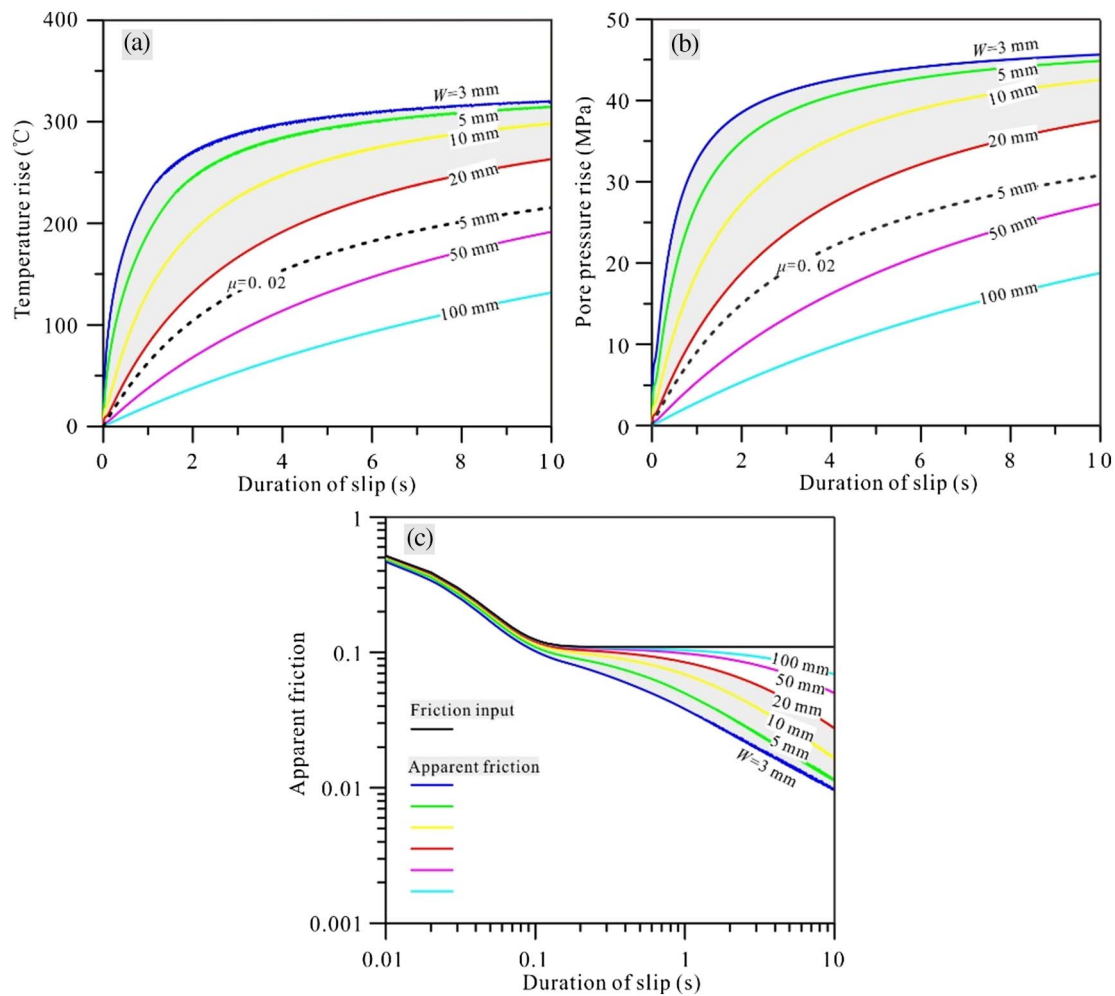 (a)
400
300
200
100
0
Temperature rise (℃)
W=3 mm
5 mm
10 mm
20 mm
5 mm
μ=0. 02
50 mm
100 mm
0 2 4 6 8 10
Duration of slip (s)
(b)
50
40
30
20
10
0
Pore pressure rise (MPa)
W=3 mm
5 mm
10 mm
20 mm
5 mm
μ=0. 02
50 mm
100 mm
0 2 4 6 8 10
Duration of slip (s)
(c)
1
0.1
0.01
0.001
Apparent friction
100 mm
50 mm
20 mm
10 mm
5 mm
W=3 mm
Friction input
Apparent friction
0.01 0.1 1 10
Duration of slip (s)